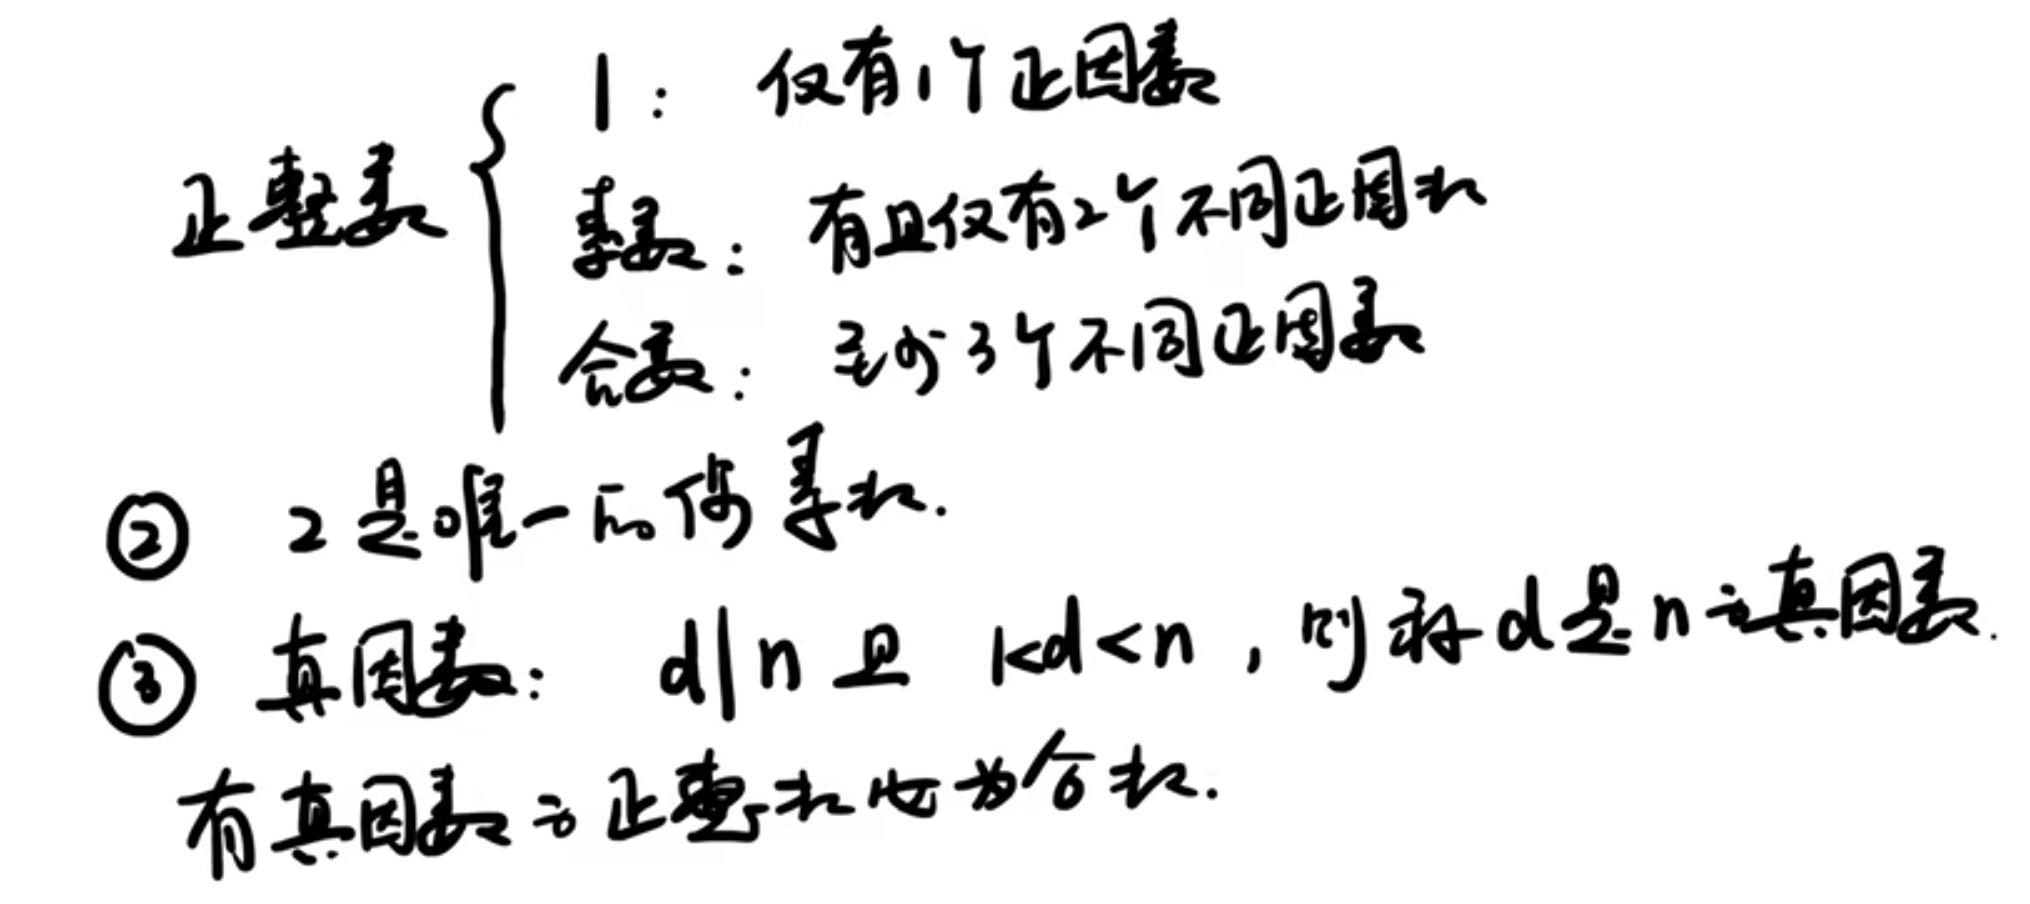 正整数 { 1: 仅有1个正因数
素数: 有且仅有2个不同正因数
合数: 至少3个不同正因数
② 2是唯一的偶素数.
③ 真因数: d|n 且 1<d<n, 则称d是n的真因数.
有真因数的正整数必为合数.